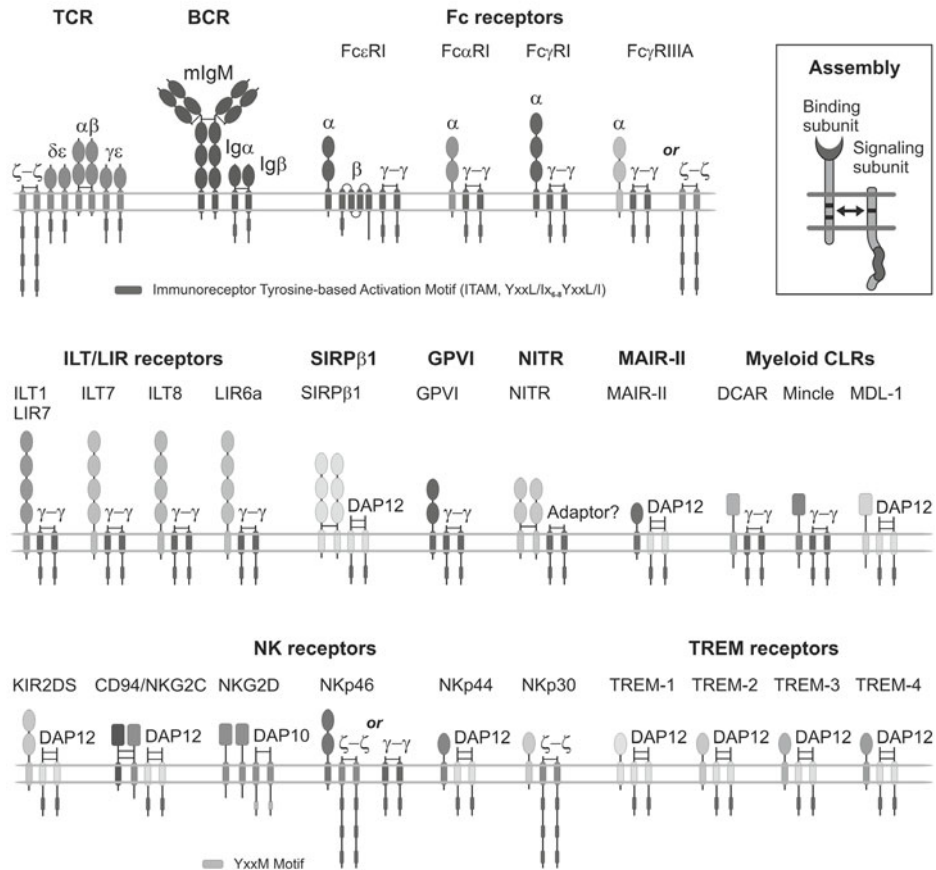 TCR BCR Fc receptors
FcεRI FcαRI FcγRI FcγRIIIA
Assembly
mIgM
Binding
subunit
Signaling
subunit
αβ
α α α α
δε γε Igα
Igβ
ζ–ζ β γ–γ γ–γ γ–γ γ–γ or ζ–ζ
Immunoreceptor Tyrosine-based Activation Motif (ITAM, YxxL/Ix₆₋₈YxxL/I)
ILT/LIR receptors SIRPβ1 GPVI NITR MAIR-II Myeloid CLRs
ILT1 ILT7 ILT8 LIR6a SIRPβ1 GPVI NITR MAIR-II DCAR Mincle MDL-1
LIR7
γ–γ γ–γ γ–γ γ–γ DAP12 γ–γ Adaptor? DAP12 γ–γ γ–γ DAP12
NK receptors TREM receptors
KIR2DS CD94/NKG2C NKG2D NKp46 NKp44 NKp30 TREM-1 TREM-2 TREM-3 TREM-4
or
DAP12 DAP12 DAP10 ζ–ζ γ–γ DAP12 ζ–ζ DAP12 DAP12 DAP12 DAP12
YxxM Motif